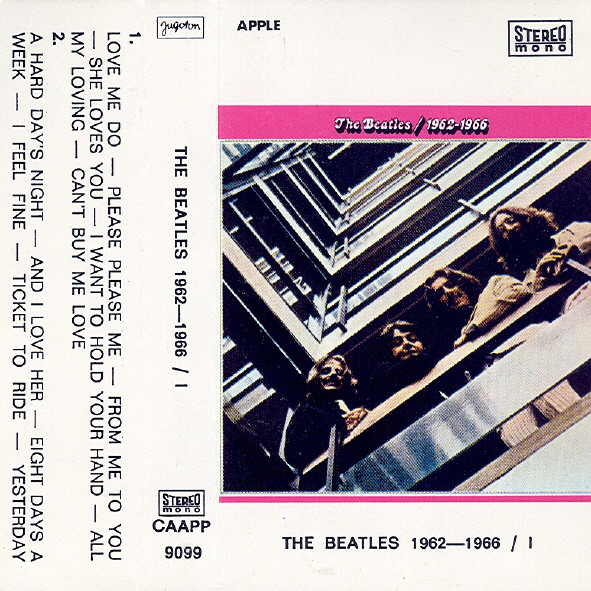 1.
LOVE ME DO — PLEASE PLEASE ME — FROM ME TO YOU
— SHE LOVES YOU — I WANT TO HOLD YOUR HAND — ALL
MY LOVING — CAN'T BUY ME LOVE
2.
A HARD DAY'S NIGHT — AND I LOVE HER — EIGHT DAYS A
WEEK — I FEEL FINE — TICKET TO RIDE — YESTERDAY
Jugoton
THE BEATLES 1962—1966 / I
STEREO
mono
CAAPP
9099
APPLE
STEREO
mono
The Beatles / 1962-1966
THE BEATLES 1962—1966 / I